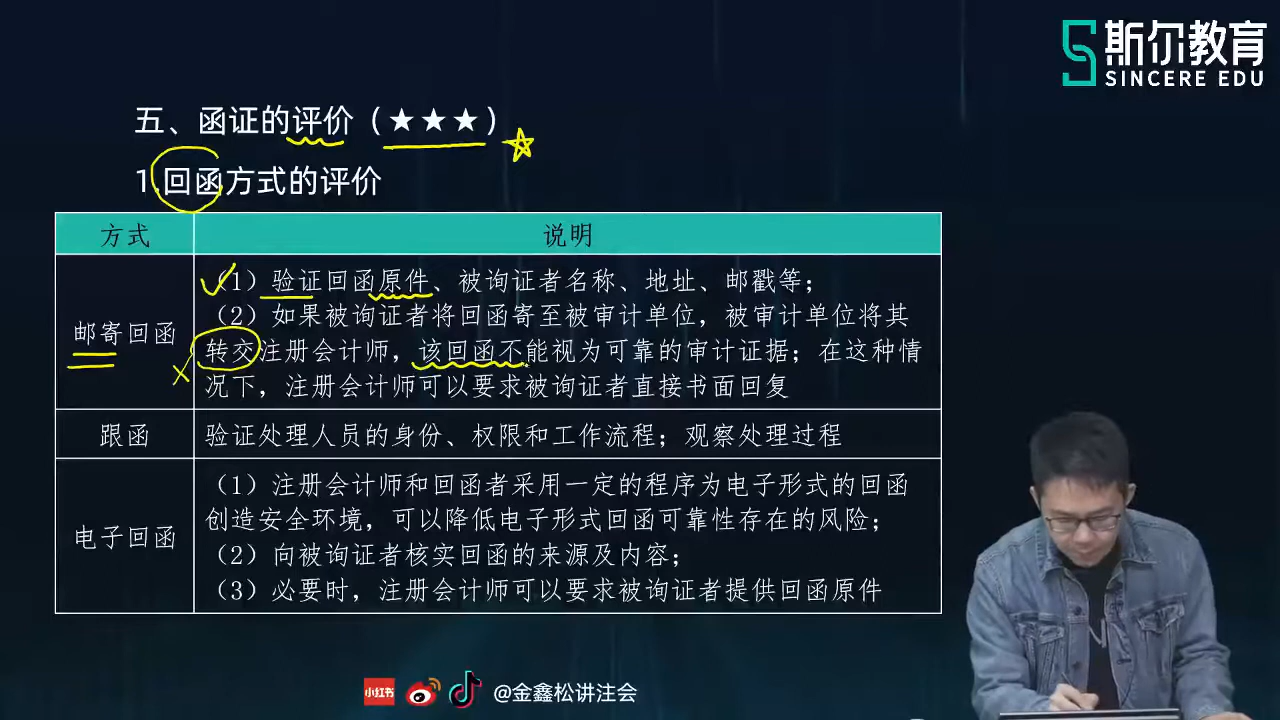 斯尔教育
SINCERE EDU
五、函证的评价（★★★）
1.回函方式的评价
方式
说明
邮寄回函
（1）验证回函原件、被询证者名称、地址、邮戳等；
（2）如果被询证者将回函寄至被审计单位，被审计单位将其
转交注册会计师，该回函不能视为可靠的审计证据；在这种情
况下，注册会计师可以要求被询证者直接书面回复
跟函
验证处理人员的身份、权限和工作流程；观察处理过程
电子回函
（1）注册会计师和回函者采用一定的程序为电子形式的回函
创造安全环境，可以降低电子形式回函可靠性存在的风险；
（2）向被询证者核实回函的来源及内容；
（3）必要时，注册会计师可以要求被询证者提供回函原件
小红书
@金鑫松讲注会